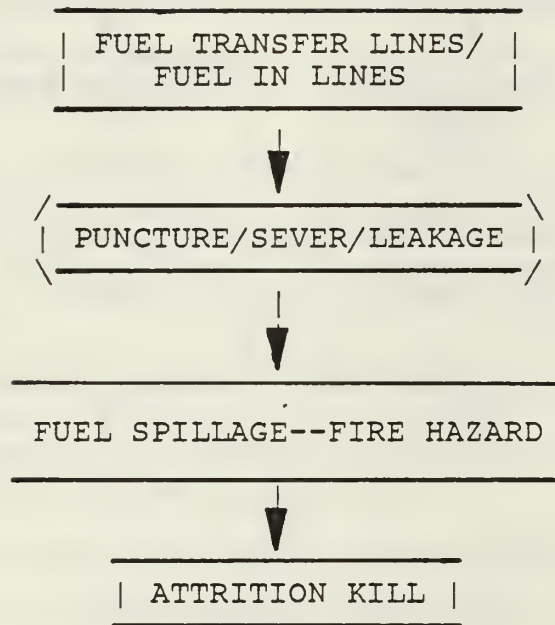 FUEL TRANSFER LINES/
FUEL IN LINES
PUNCTURE/SEVER/LEAKAGE
FUEL SPILLAGE--FIRE HAZARD
ATTRITION KILL